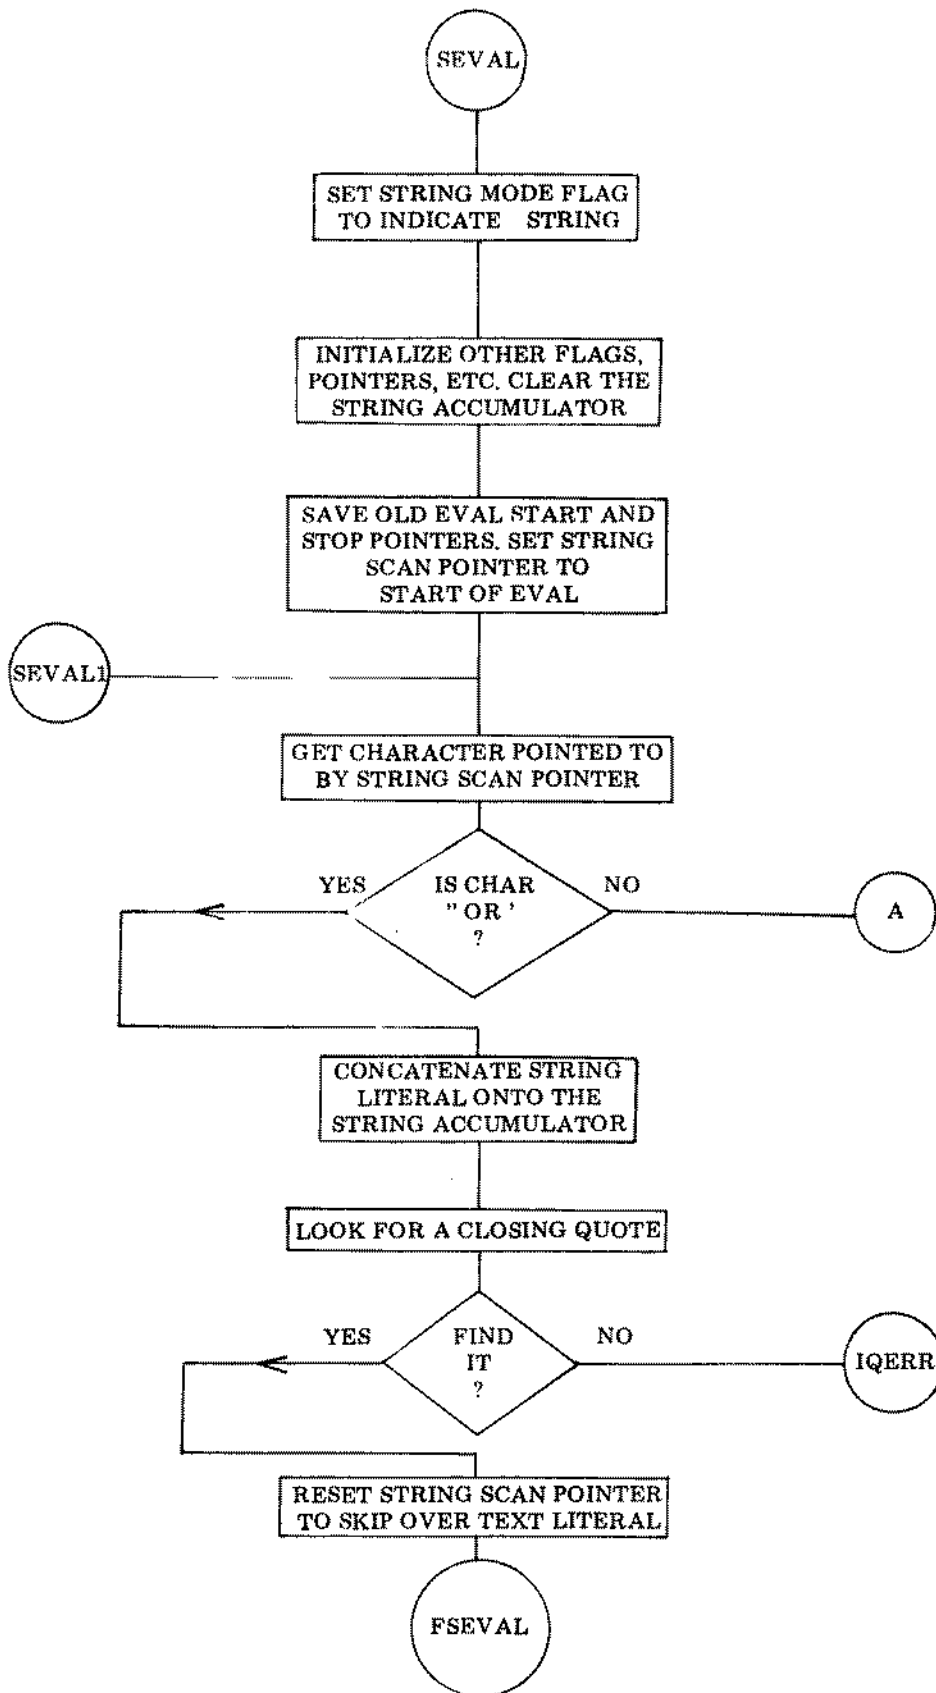 SEVAL
SET STRING MODE FLAG
TO INDICATE STRING
INITIALIZE OTHER FLAGS,
POINTERS, ETC. CLEAR THE
STRING ACCUMULATOR
SAVE OLD EVAL START AND
STOP POINTERS. SET STRING
SCAN POINTER TO
START OF EVAL
SEVAL1
GET CHARACTER POINTED TO
BY STRING SCAN POINTER
YES
IS CHAR
" OR '
?
NO
A
CONCATENATE STRING
LITERAL ONTO THE
STRING ACCUMULATOR
LOOK FOR A CLOSING QUOTE
YES
FIND
IT
?
NO
IQERR
RESET STRING SCAN POINTER
TO SKIP OVER TEXT LITERAL
FSEVAL